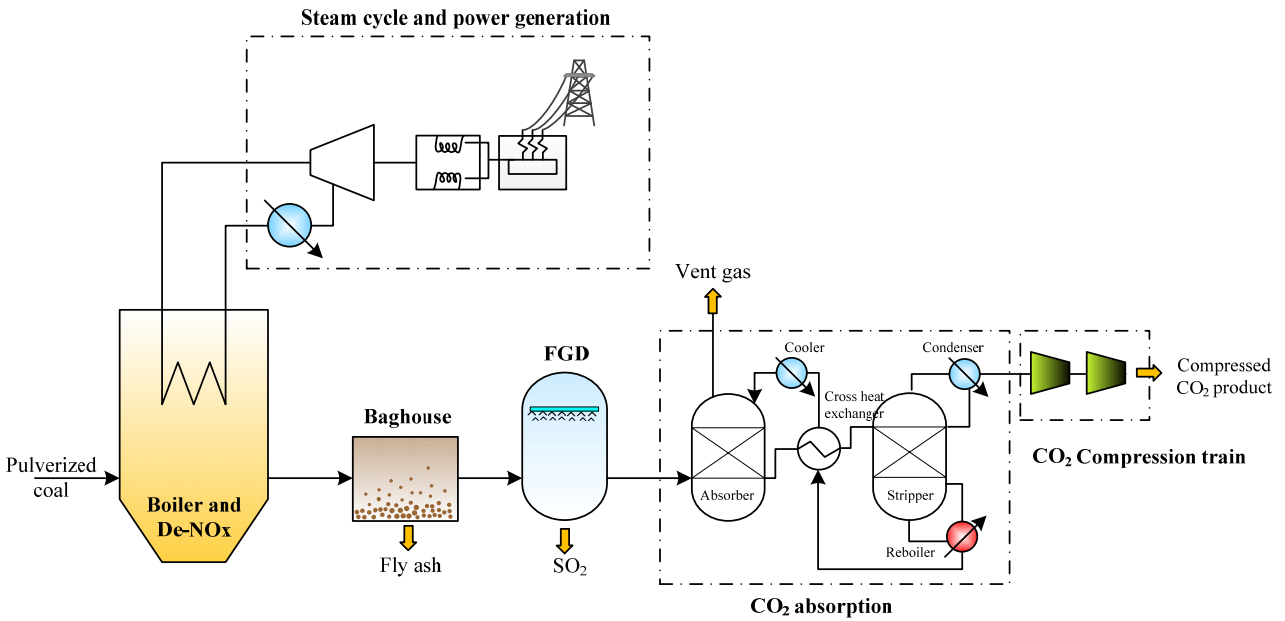 Steam cycle and power generation
Vent gas
FGD
Cooler
Condenser
Compressed
CO₂ product
Cross heat
exchanger
Baghouse
CO₂ Compression train
Pulverized
coal
Boiler and
De-NOx
Absorber
Stripper
Reboiler
Fly ash
SO₂
CO₂ absorption